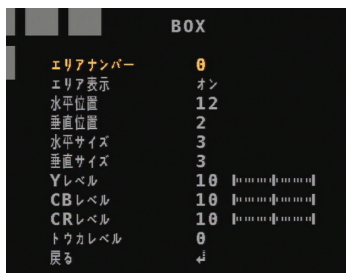 BOX
エリアナンバー 0
エリア表示 オン
水平位置 12
垂直位置 2
水平サイズ 3
垂直サイズ 3
Yレベル 10
CBレベル 10
CRレベル 10
トウカレベル 0
戻る ↲